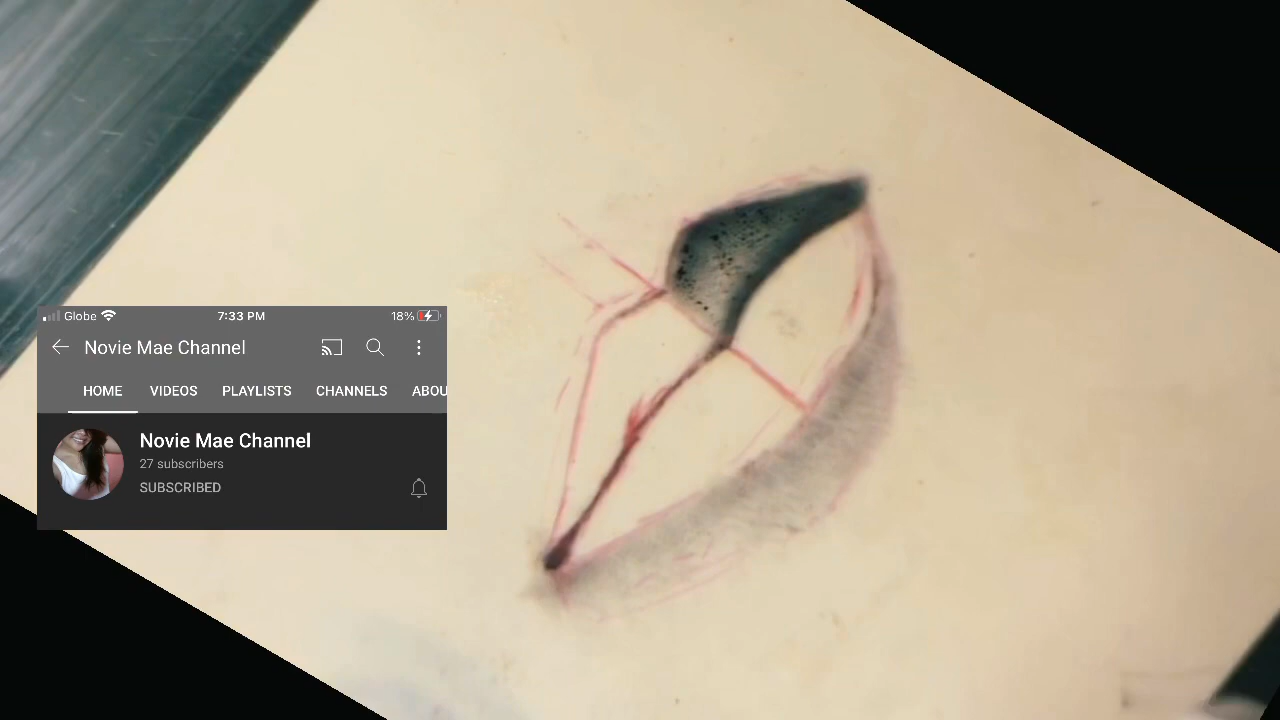 Globe 7:33 PM 18%
Novie Mae Channel
HOME VIDEOS PLAYLISTS CHANNELS ABOU
Novie Mae Channel
27 subscribers
SUBSCRIBED